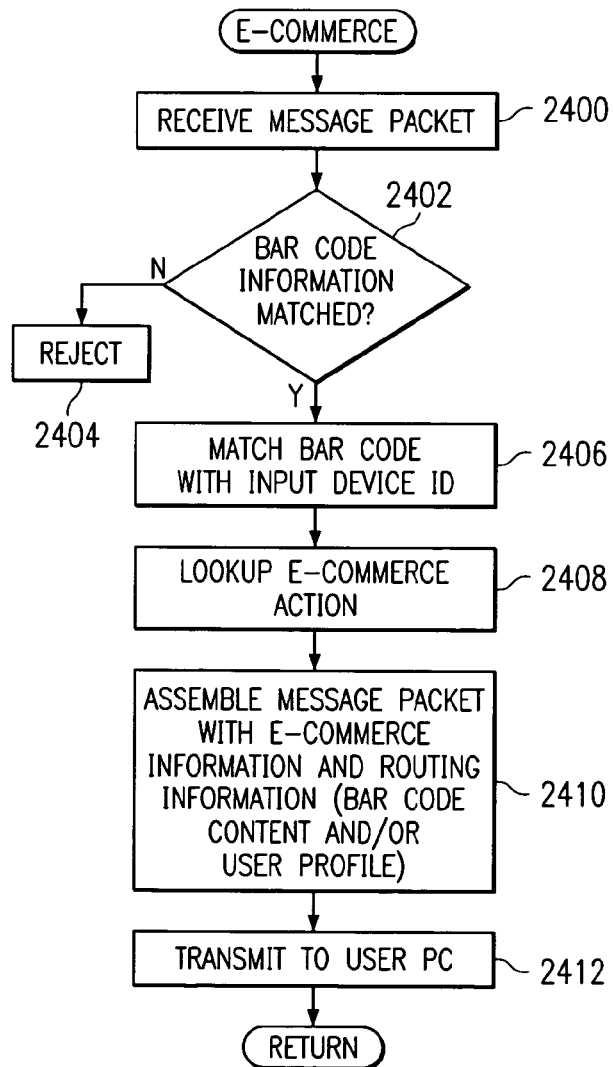 E-COMMERCE
RECEIVE MESSAGE PACKET
2400
2402
BAR CODE
INFORMATION
MATCHED?
N
REJECT
2404
Y
MATCH BAR CODE
WITH INPUT DEVICE ID
2406
LOOKUP E-COMMERCE
ACTION
2408
ASSEMBLE MESSAGE PACKET
WITH E-COMMERCE
INFORMATION AND ROUTING
INFORMATION (BAR CODE
CONTENT AND/OR
USER PROFILE)
2410
TRANSMIT TO USER PC
2412
RETURN